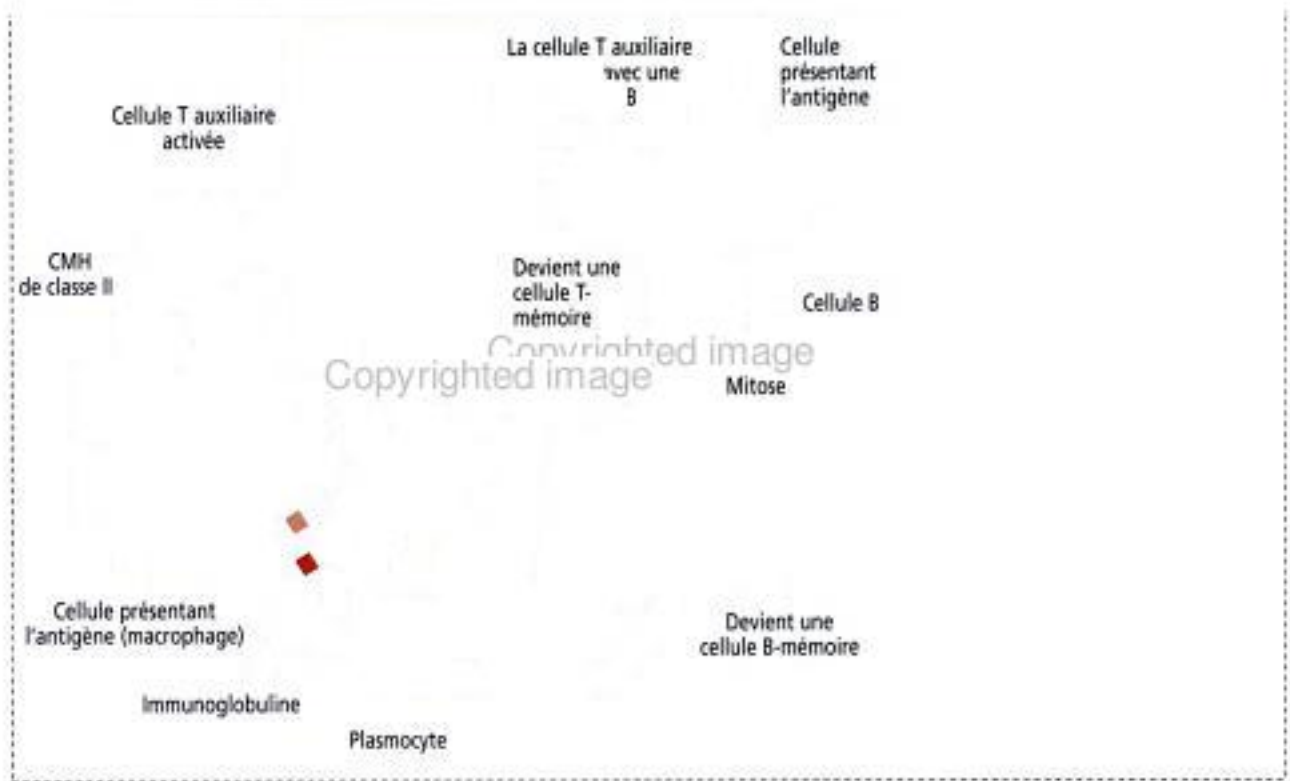 La cellule T auxiliaire
avec une
B
Cellule
présentant
l'antigène
Cellule T auxiliaire
activée
CMH
de classe II
Devient une
cellule T-
mémoire
Cellule B
Copyrighted image
Copyrighted image
Mitose
Cellule présentant
l'antigène (macrophage)
Devient une
cellule B-mémoire
Immunoglobuline
Plasmocyte